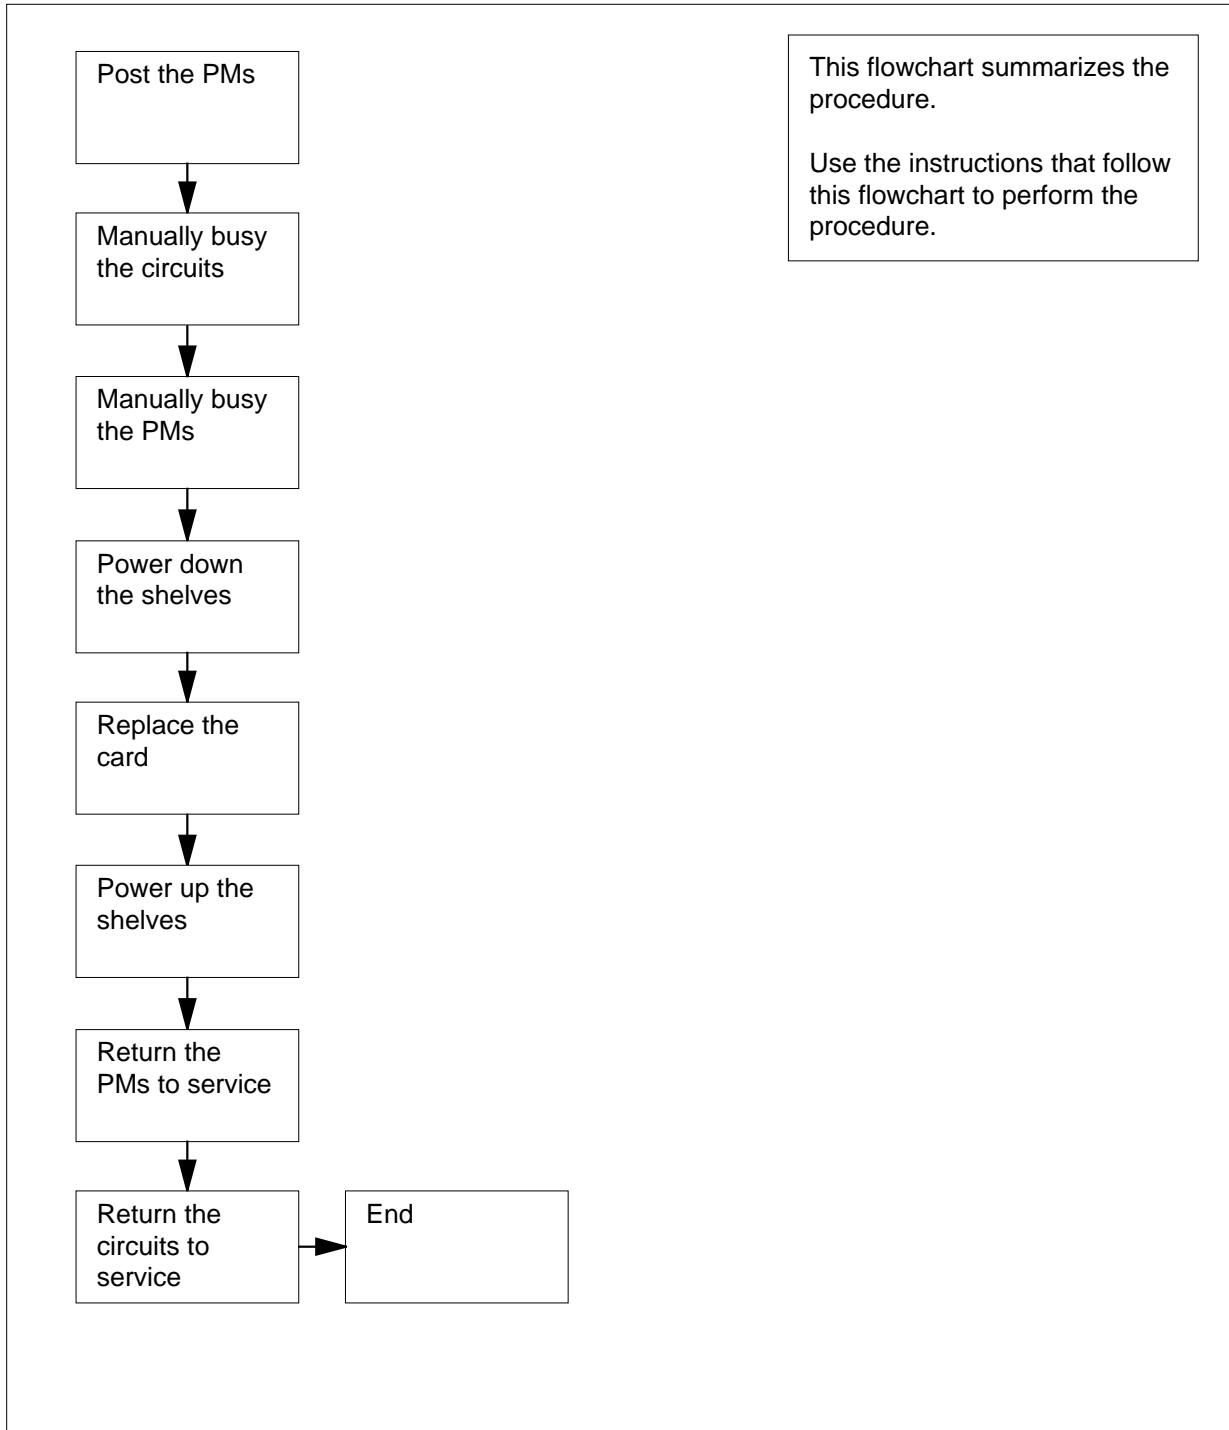 Post the PMs
This flowchart summarizes the
procedure.
Use the instructions that follow
this flowchart to perform the
procedure.
Manually busy
the circuits
Manually busy
the PMs
Power down
the shelves
Replace the
card
Power up the
shelves
Return the
PMs to service
Return the
circuits to
service
End